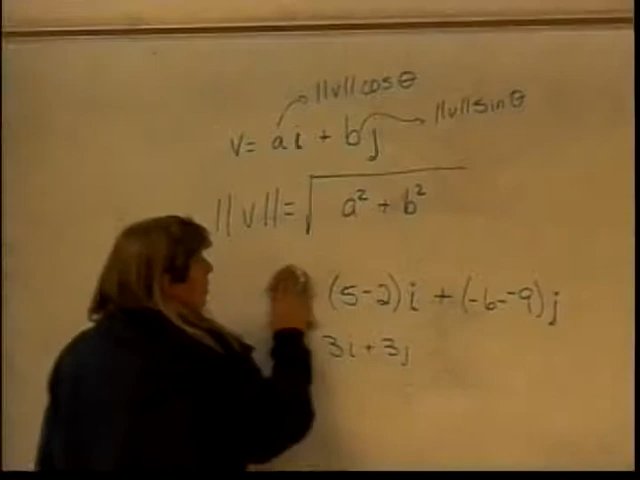 ||v||cosθ
||v||sinθ
v= ai + bj
||v||=√a² + b²
(5-2)i +(-6--9)j
3i+3j